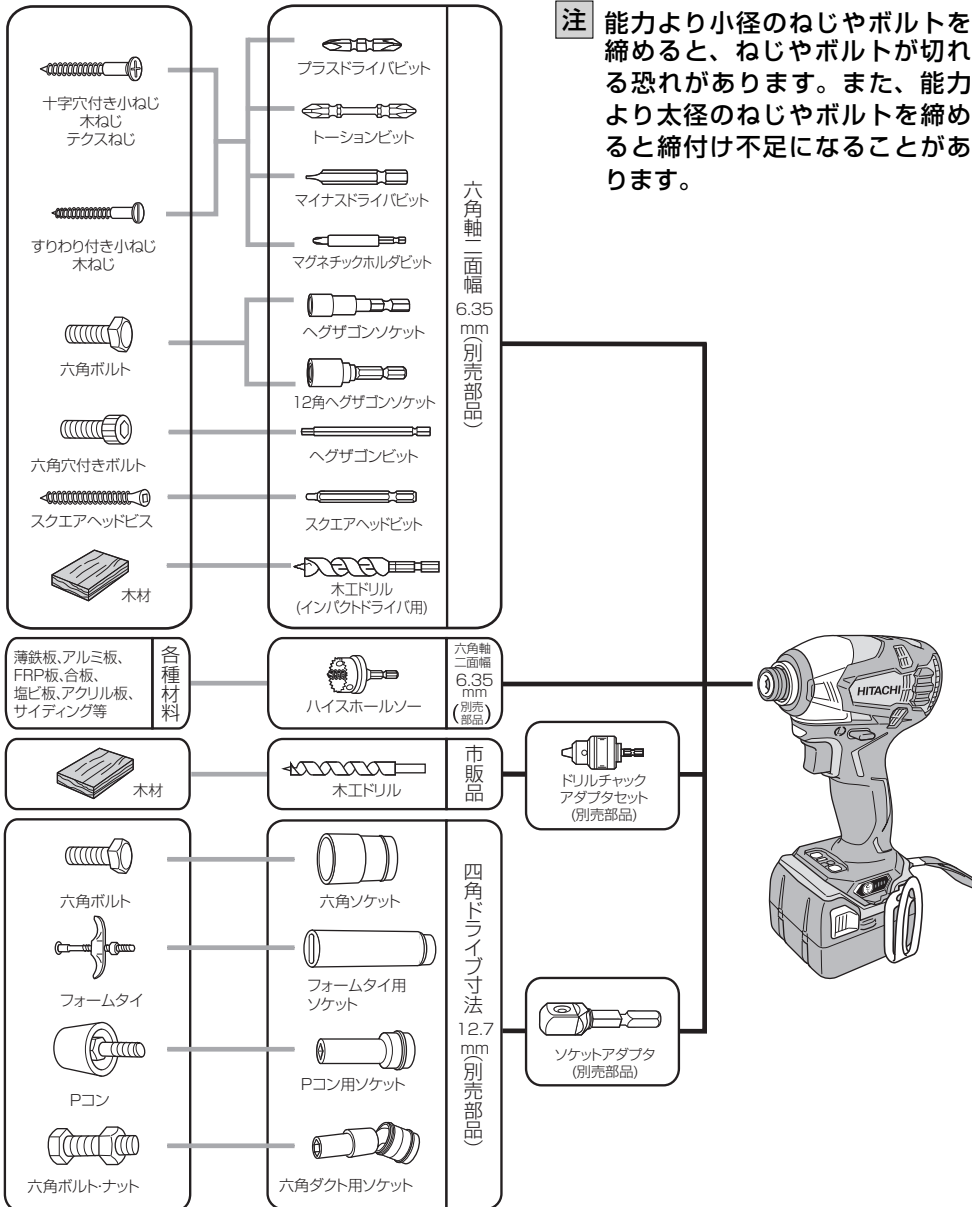 注 能力より小径のねじやボルトを
締めると、ねじやボルトが切れ
る恐れがあります。また、能力
より太径のねじやボルトを締め
ると締付け不足になることがあ
ります。
十字穴付き小ねじ
木ねじ
テクスねじ
すりわり付き小ねじ
木ねじ
六角ボルト
六角穴付きボルト
スクエアヘッドビス
木材
プラスドライバビット
トーションビット
マイナスドライバビット
マグネチックホルダビット
ヘグザゴンソケット
12角ヘグザゴンソケット
ヘグザゴンビット
スクエアヘッドビット
木工ドリル
(インパクトドライバ用)
六角軸二面幅6.35mm(別売部品)
薄鉄板、アルミ板、
FRP板、合板、
塩ビ板、アクリル板、
サイディング等
各種材料
ハイスホールソー
六角軸
二面幅
6.35
mm
(別売
部品)
木材
木工ドリル
市販品
ドリルチャック
アダプタセット
(別売部品)
六角ボルト
フォームタイ
Pコン
六角ボルト・ナット
六角ソケット
フォームタイ用
ソケット
Pコン用ソケット
六角ダクト用ソケット
四角ドライブ寸法12.7mm(別売部品)
ソケットアダプタ
(別売部品)
HITACHI